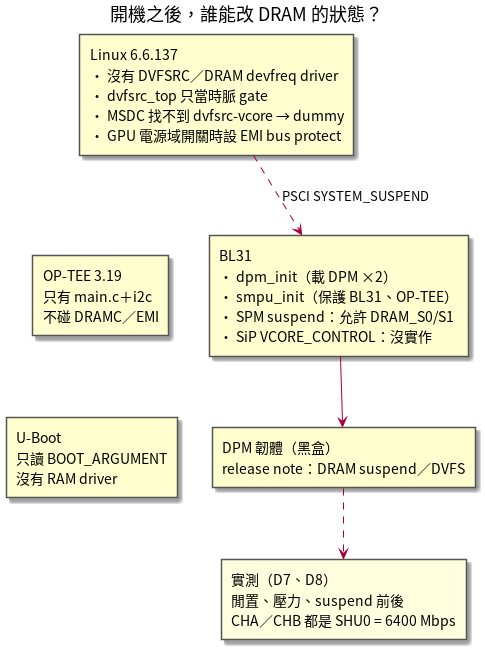 開機之後，誰能改 DRAM 的狀態？
Linux 6.6.137
• 沒有 DVFSRC／DRAM devfreq driver
• dvfsrc_top 只當時脈 gate
• MSDC 找不到 dvfsrc-vcore → dummy
• GPU 電源域開關時設 EMI bus protect
PSCI SYSTEM_SUSPEND
OP-TEE 3.19
只有 main.c＋i2c
不碰 DRAMC／EMI
BL31
• dpm_init（載 DPM ×2）
• smpu_init（保護 BL31、OP-TEE）
• SPM suspend：允許 DRAM_S0/S1
• SiP VCORE_CONTROL：沒實作
U-Boot
只讀 BOOT_ARGUMENT
沒有 RAM driver
DPM 韌體（黑盒）
release note：DRAM suspend／DVFS
實測（D7、D8）
閒置、壓力、suspend 前後
CHA／CHB 都是 SHU0 = 6400 Mbps